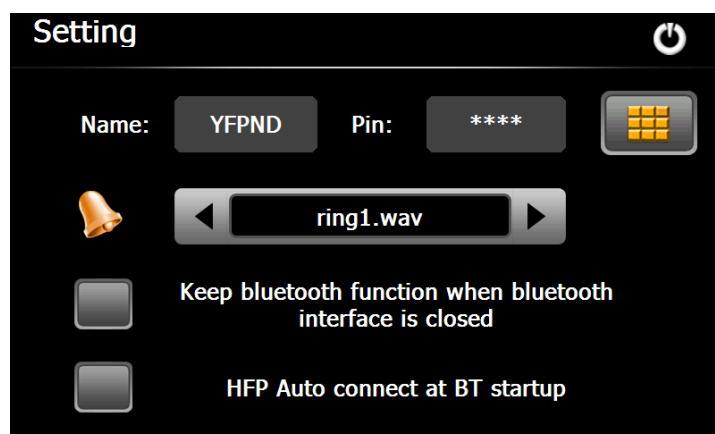 Setting
Name: YFPND Pin: ****
ring1.wav
Keep bluetooth function when bluetooth
interface is closed
HFP Auto connect at BT startup